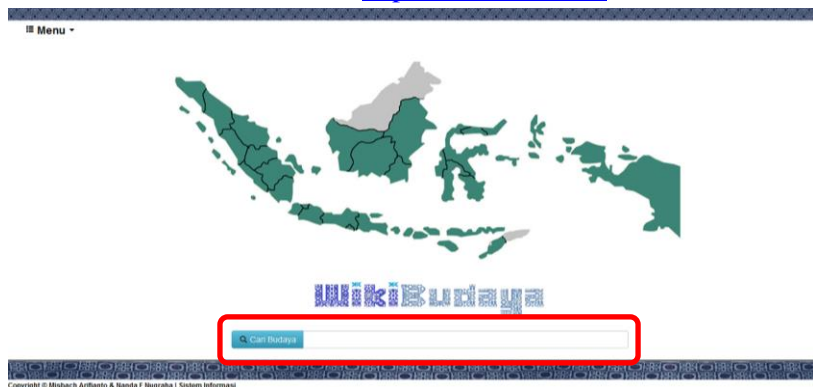 Menu
WikiBudaya
Cari Budaya
Copyright © Misbach Arifianto & Nanda F Nugraha | Sistem Informasi